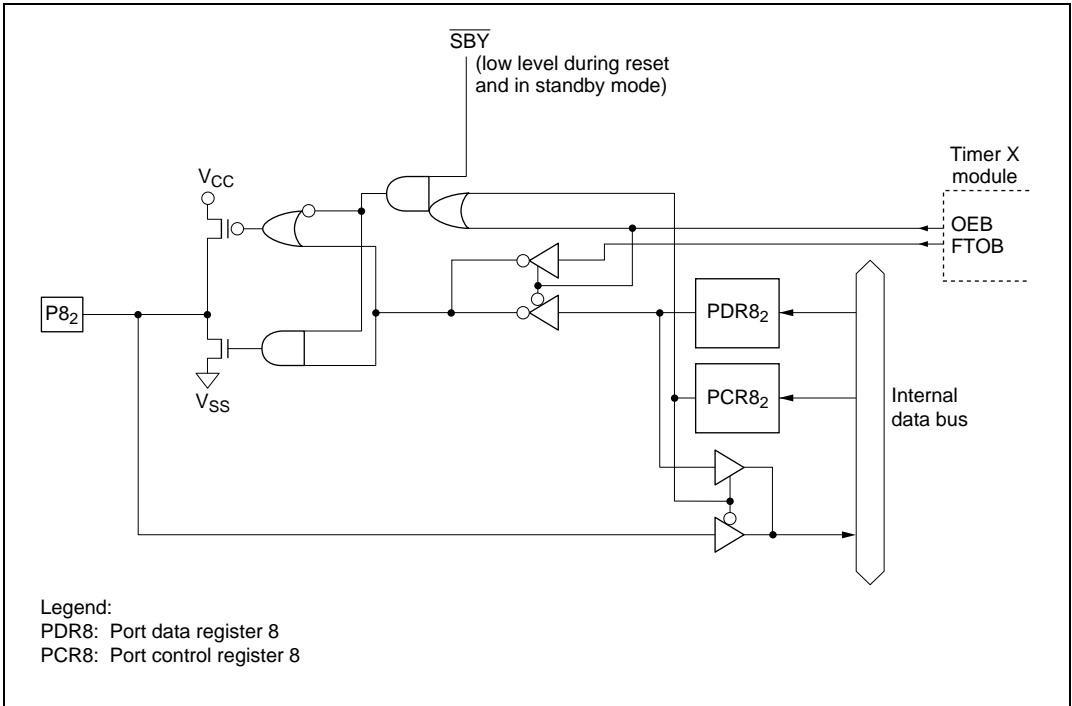 SBY
(low level during reset
and in standby mode)
Timer X
module
VCC
OEB
FTOB
P82
PDR82
PCR82
VSS
Internal
data bus
Legend:
PDR8: Port data register 8
PCR8: Port control register 8